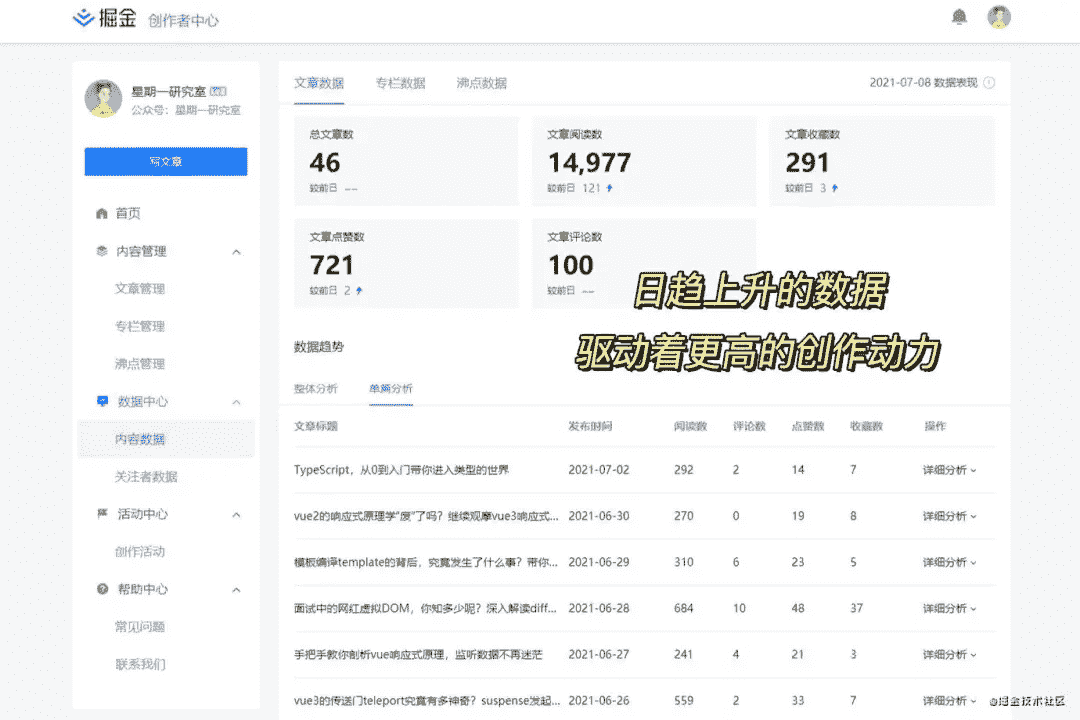 掘金 创作者中心
星期一研究室
公众号：星期一研究室
写文章
首页
内容管理
文章管理
专栏管理
沸点管理
数据中心
内容数据
关注者数据
活动中心
创作活动
帮助中心
常见问题
联系我们
文章数据 专栏数据 沸点数据 2021-07-08 数据表现
总文章数 文章阅读数 文章收藏数
46 14,977 291
较前日 -- 较前日 121 较前日 3
文章点赞数 文章评论数
721 100
较前日 2 较前日 --
日趋上升的数据
驱动着更高的创作动力
数据趋势
整体分析 单篇分析
文章标题 发布时间 阅读数 评论数 点赞数 收藏数 操作
TypeScript，从0到入门带你进入类型的世界 2021-07-02 292 2 14 7 详细分析
vue2的响应式原理学“废”了吗？继续观摩vue3响应式... 2021-06-30 270 0 19 8 详细分析
模板编译template的背后，究竟发生了什么事？带你... 2021-06-29 310 6 23 5 详细分析
面试中的网红虚拟DOM，你知多少呢？深入解读diff... 2021-06-28 684 10 48 37 详细分析
手把手教你剖析vue响应式原理，监听数据不再迷茫 2021-06-27 241 4 21 3 详细分析
vue3的传送门teleport究竟有多神奇？suspense发起... 2021-06-26 559 2 33 7 详细分析
@掘金技术社区